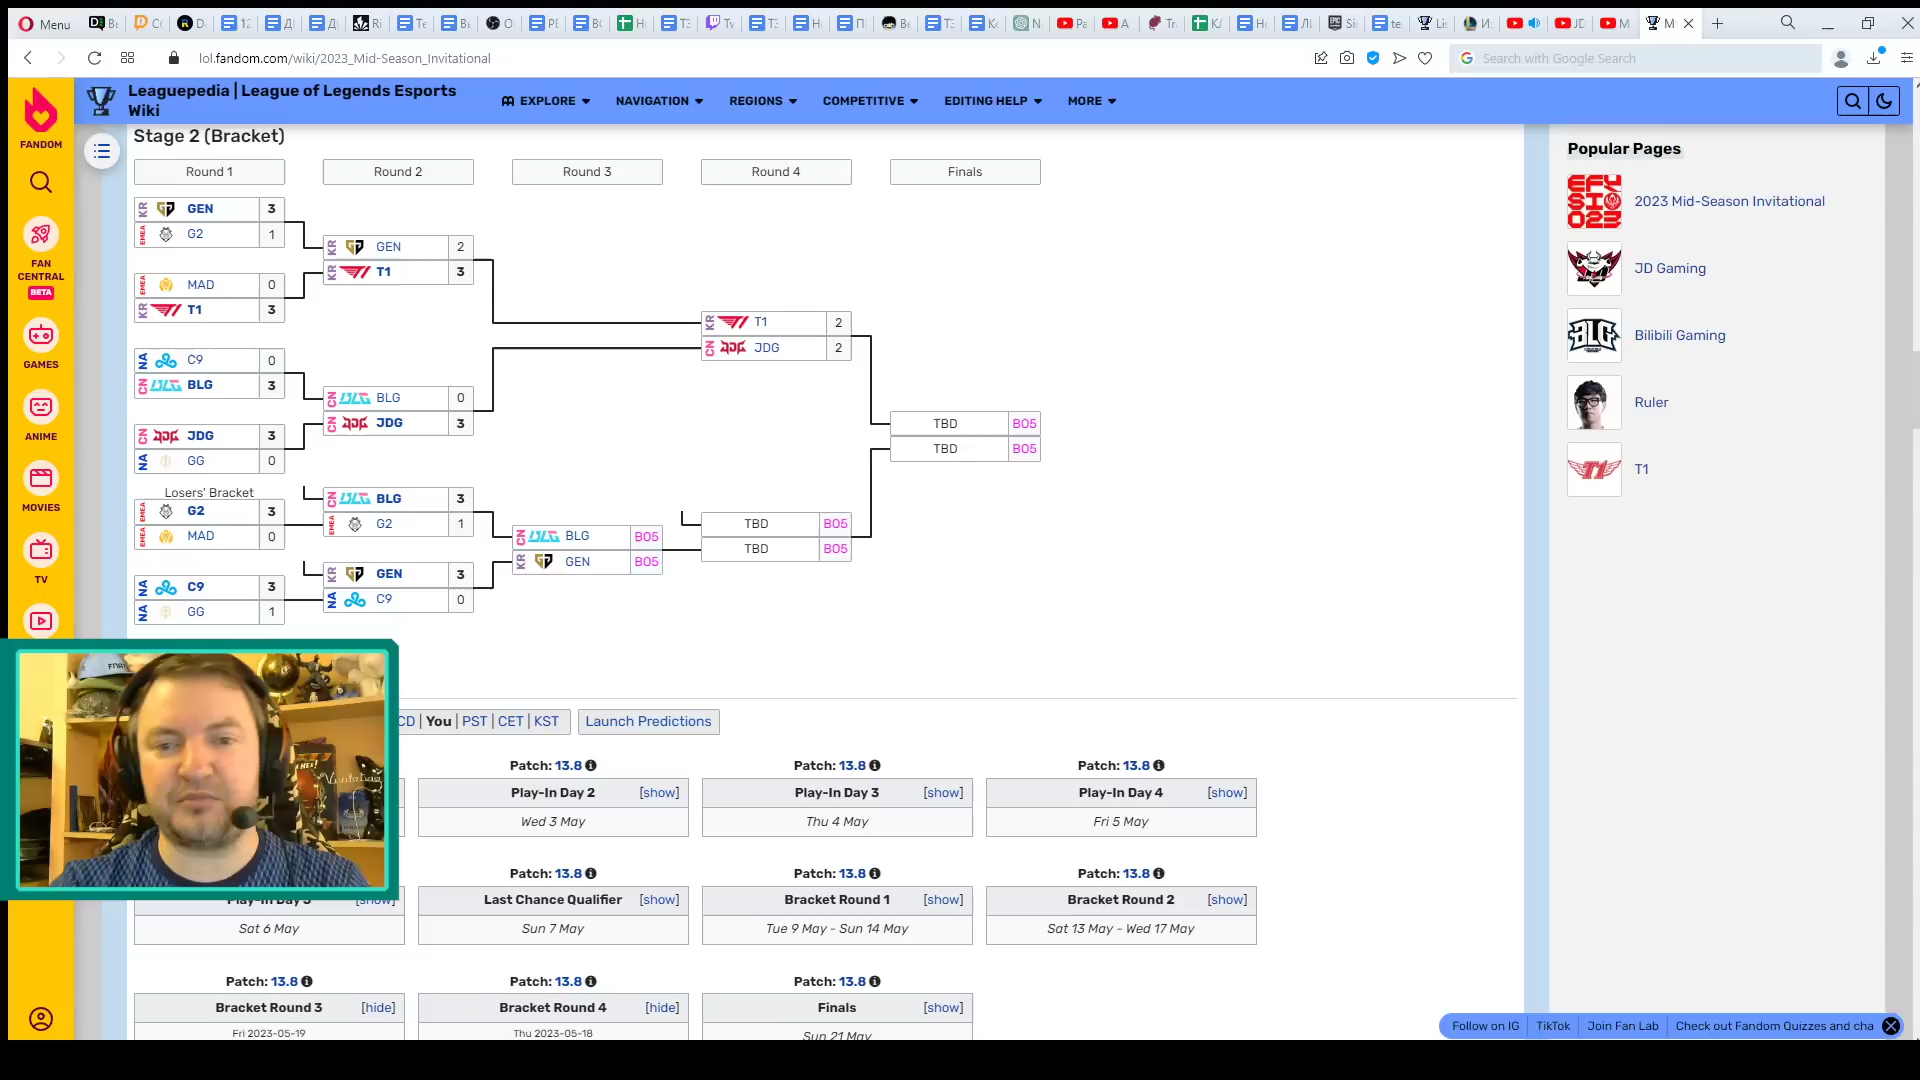 Menu
lol.fandom.com/wiki/2023_Mid-Season_Invitational
Search with Google Search
Leaguepedia | League of Legends Esports
Wiki
EXPLORE
NAVIGATION
REGIONS
COMPETITIVE
EDITING HELP
MORE
FANDOM
FAN
CENTRAL
BETA
GAMES
ANIME
MOVIES
TV
Stage 2 (Bracket)
Round 1
Round 2
Round 3
Round 4
Finals
KR GEN 3
EMEA G2 1
EMEA MAD 0
KR T1 3
NA C9 0
CN BLG 3
CN JDG 3
NA GG 0
Losers' Bracket
EMEA G2 3
EMEA MAD 0
NA C9 3
NA GG 1
KR GEN 2
KR T1 3
CN BLG 0
CN JDG 3
CN BLG 3
EMEA G2 1
KR GEN 3
NA C9 0
CN BLG BO5
KR GEN BO5
KR T1 2
CN JDG 2
TBD BO5
TBD BO5
TBD BO5
TBD BO5
CD | You | PST | CET | KST
Launch Predictions
Patch: 13.8
Play-In Day 2 [show]
Wed 3 May
Patch: 13.8
Play-In Day 3 [show]
Thu 4 May
Patch: 13.8
Play-In Day 4 [show]
Fri 5 May
Play-In Day 5 [show]
Sat 6 May
Patch: 13.8
Last Chance Qualifier [show]
Sun 7 May
Patch: 13.8
Bracket Round 1 [show]
Tue 9 May - Sun 14 May
Patch: 13.8
Bracket Round 2 [show]
Sat 13 May - Wed 17 May
Patch: 13.8
Bracket Round 3 [hide]
Fri 2023-05-19
Patch: 13.8
Bracket Round 4 [hide]
Thu 2023-05-18
Patch: 13.8
Finals [show]
Sun 21 May
Popular Pages
2023 Mid-Season Invitational
JD Gaming
Bilibili Gaming
Ruler
T1
Follow on IG
TikTok
Join Fan Lab
Check out Fandom Quizzes and cha